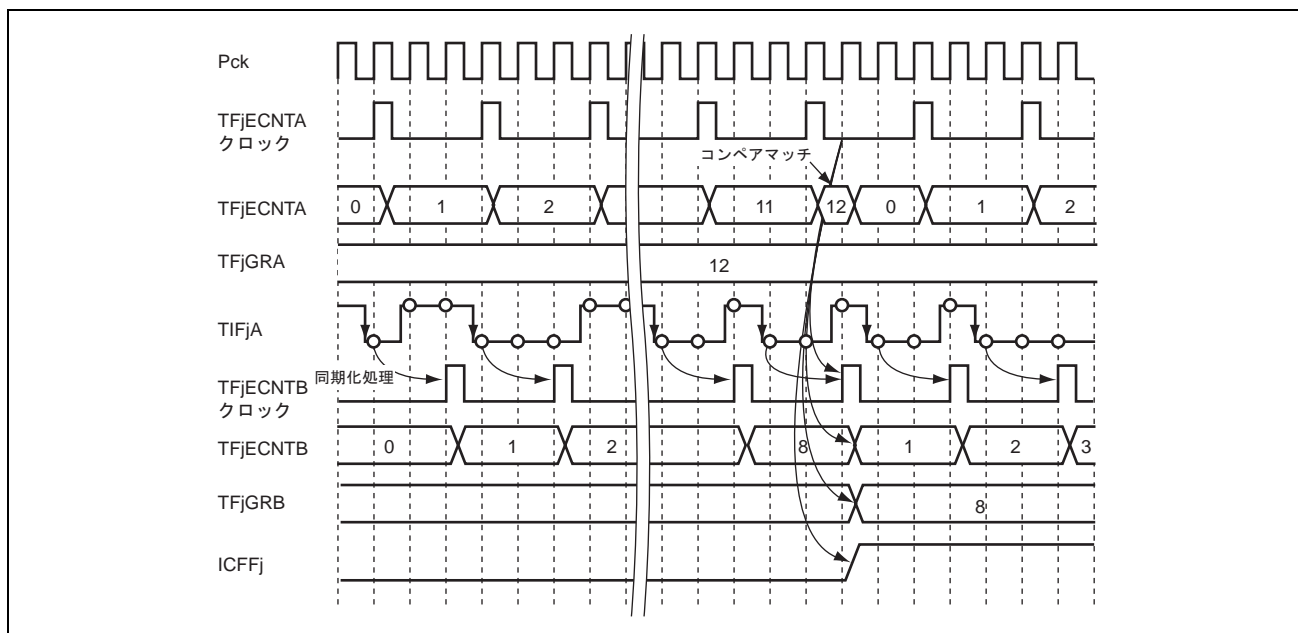 Pck
TFjECNTA
クロック
コンペアマッチ
TFjECNTA
0 1 2 11 12 0 1 2
TFjGRA
12
TIFjA
同期化処理
TFjECNTB
クロック
TFjECNTB
0 1 2 8 1 2 3
TFjGRB
8
ICFFj